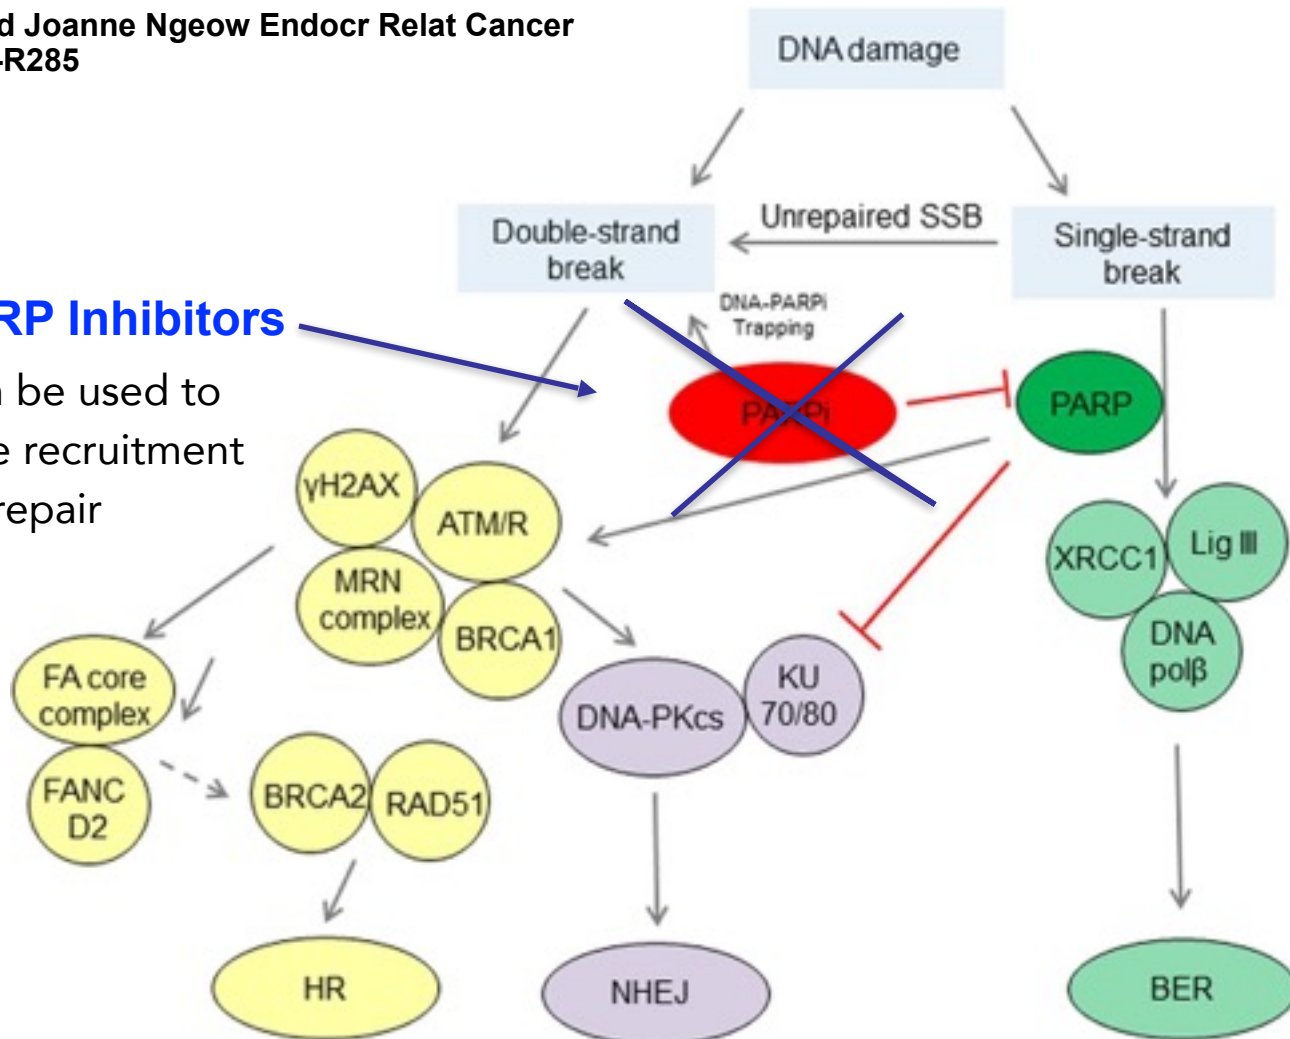 d Joanne Ngeow Endocr Relat Cancer
-R285
DNA damage
Double-strand
break
Unrepaired SSB
Single-strand
break
RP Inhibitors
be used to
e recruitment
repair
DNA-PARPi
Trapping
PARPi
PARP
γH2AX
ATM/R
MRN
complex
BRCA1
XRCC1
Lig III
DNA
polβ
FA core
complex
FANC
D2
BRCA2
RAD51
DNA-PKcs
KU
70/80
HR
NHEJ
BER